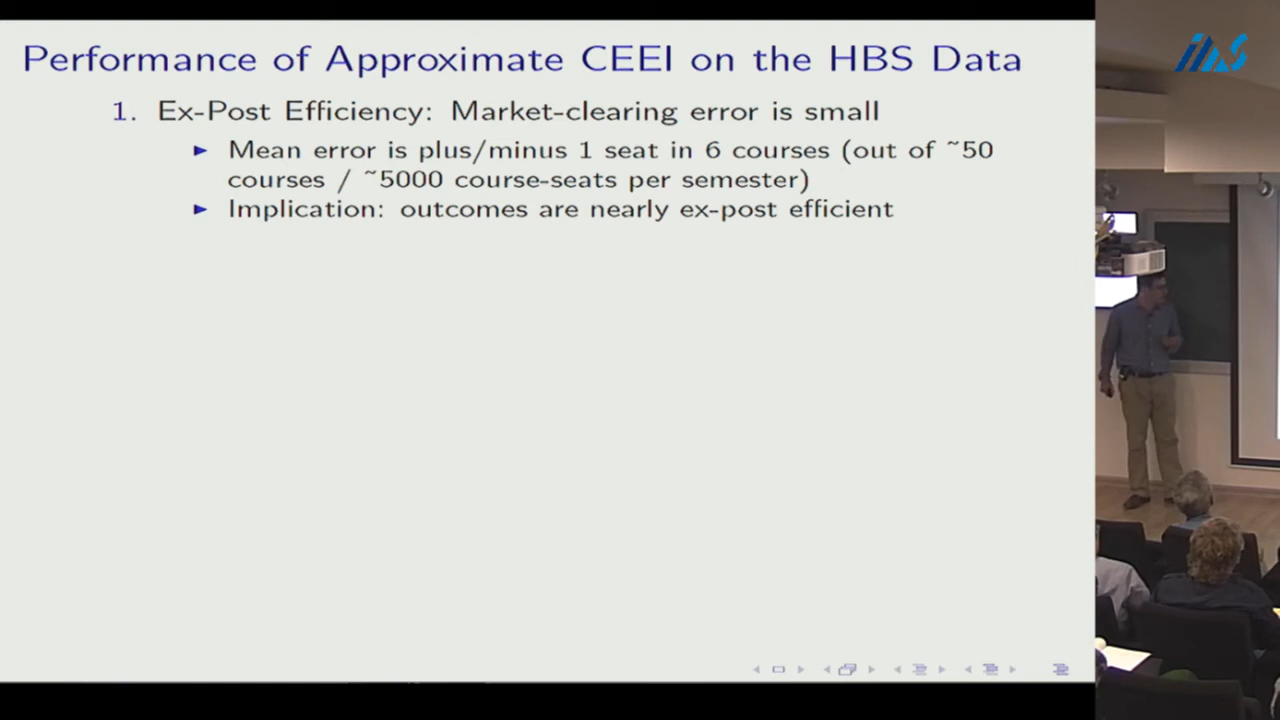 Performance of Approximate CEEI on the HBS Data
1. Ex-Post Efficiency: Market-clearing error is small
► Mean error is plus/minus 1 seat in 6 courses (out of ~50
courses / ~5000 course-seats per semester)
► Implication: outcomes are nearly ex-post efficient
IIAS